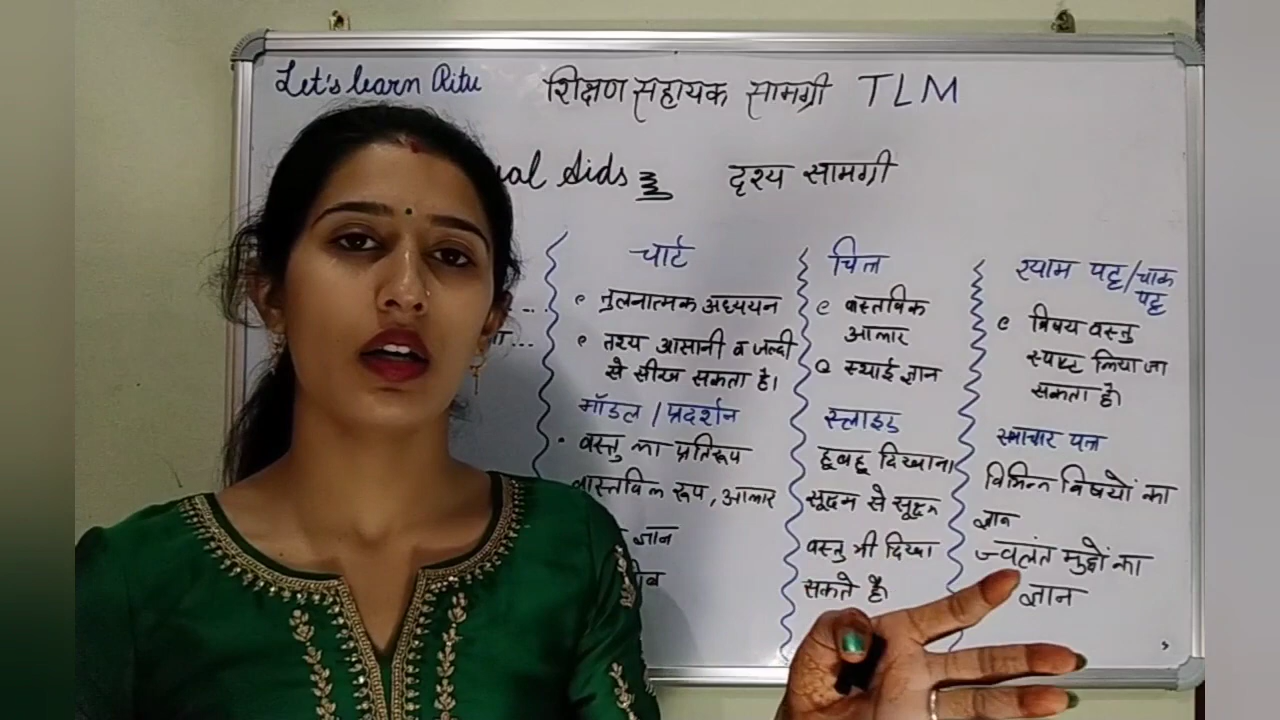 Let's learn Ritu
शिक्षण सहायक सामग्री TLM
Aids दृश्य सामग्री
चार्ट
तुलनात्मक अध्ययन
तथ्य आसानी व जल्दी
से सीख सकता है।
मॉडल / प्रदर्शन
वस्तु का प्रतिरूप
वास्तविक रूप, आकार
ज्ञान
चित्र
वास्तविक
आकार
स्थाई ज्ञान
स्लाइड
हूबहू दिखाना
सूक्ष्म से सूक्ष्म
वस्तु भी दिखा
सकते है
श्याम पट्ट/चाक
पट्ट
विषय वस्तु
स्पष्ट किया जा
सकता है।
समाचार पत्र
विभिन्न विषयों का
ज्ञान
ज्वलंत मुद्दों का
ज्ञान